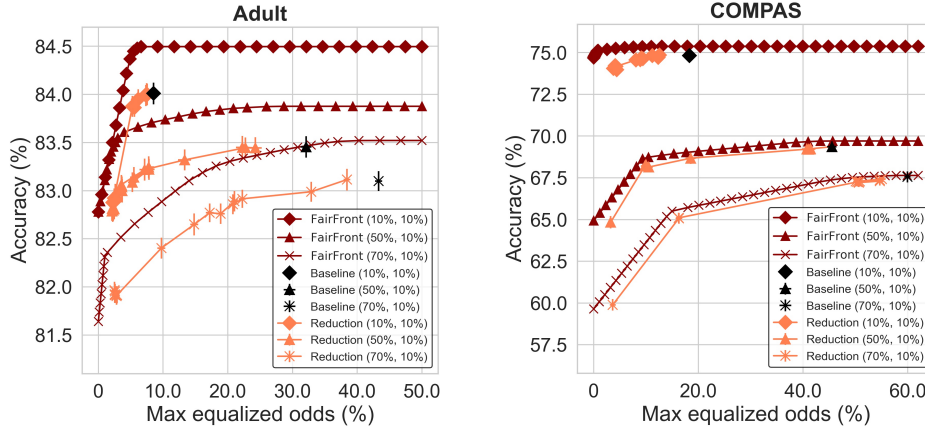 Adult
Accuracy (%)
84.5
84.0
83.5
83.0
82.5
82.0
81.5
FairFront (10%, 10%)
FairFront (50%, 10%)
FairFront (70%, 10%)
Baseline (10%, 10%)
Baseline (50%, 10%)
Baseline (70%, 10%)
Reduction (10%, 10%)
Reduction (50%, 10%)
Reduction (70%, 10%)
0.0 10.0 20.0 30.0 40.0 50.0
Max equalized odds (%)
COMPAS
Accuracy (%)
75.0
72.5
70.0
67.5
65.0
62.5
60.0
57.5
FairFront (10%, 10%)
FairFront (50%, 10%)
FairFront (70%, 10%)
Baseline (10%, 10%)
Baseline (50%, 10%)
Baseline (70%, 10%)
Reduction (10%, 10%)
Reduction (50%, 10%)
Reduction (70%, 10%)
0 20 40 60
Max equalized odds (%)